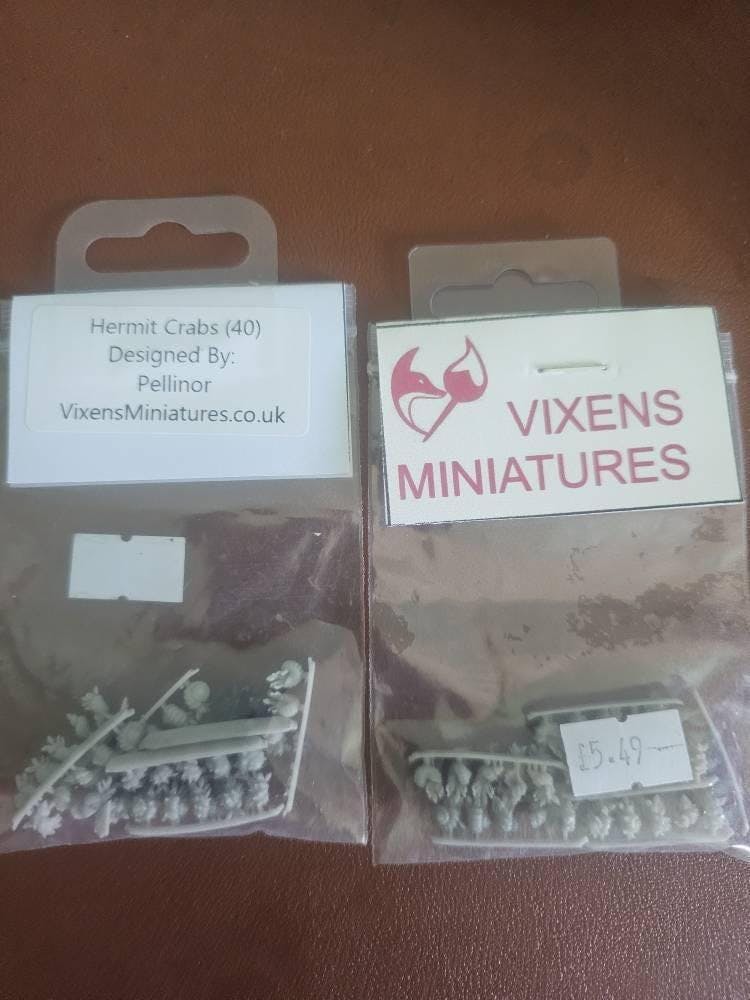 Hermit Crabs (40)
Designed By:
Pellinor
VixensMiniatures.co.uk
VIXENS
MINIATURES
£5.49